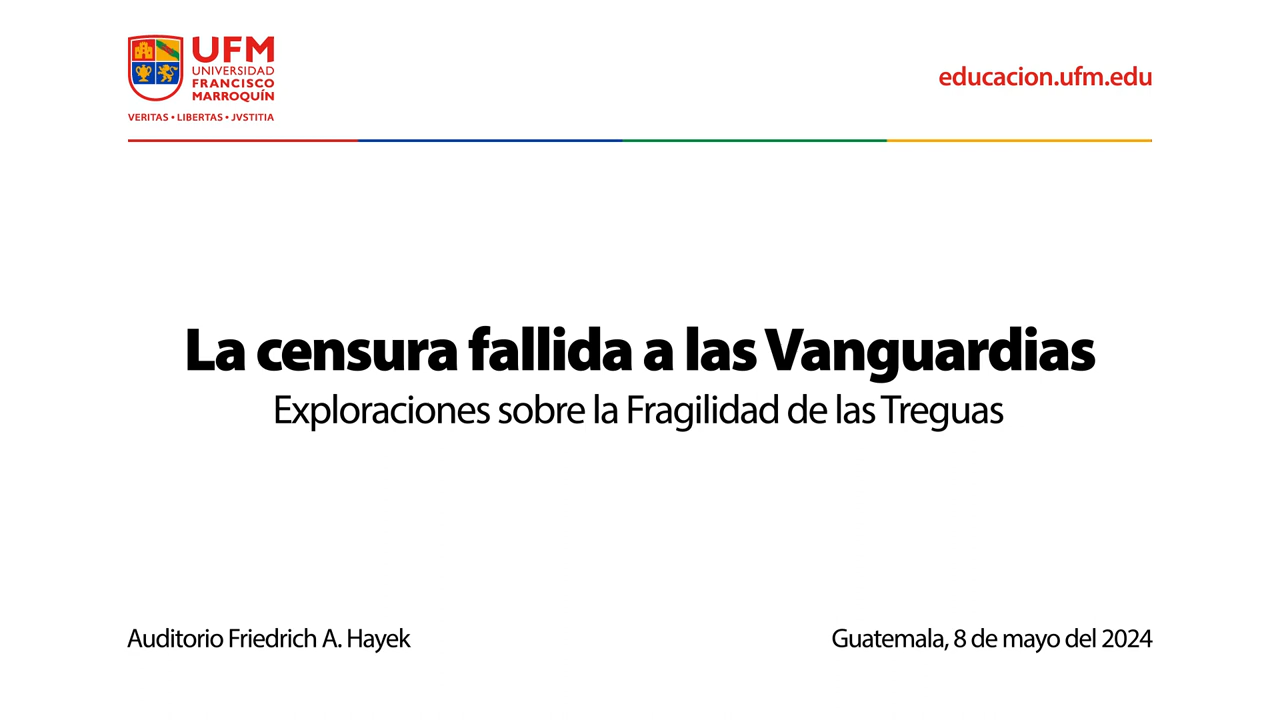 UFM
UNIVERSIDAD
FRANCISCO
MARROQUÍN
VERITAS • LIBERTAS • JVSTITIA
educacion.ufm.edu
La censura fallida a las Vanguardias
Exploraciones sobre la Fragilidad de las Treguas
Auditorio Friedrich A. Hayek
Guatemala, 8 de mayo del 2024